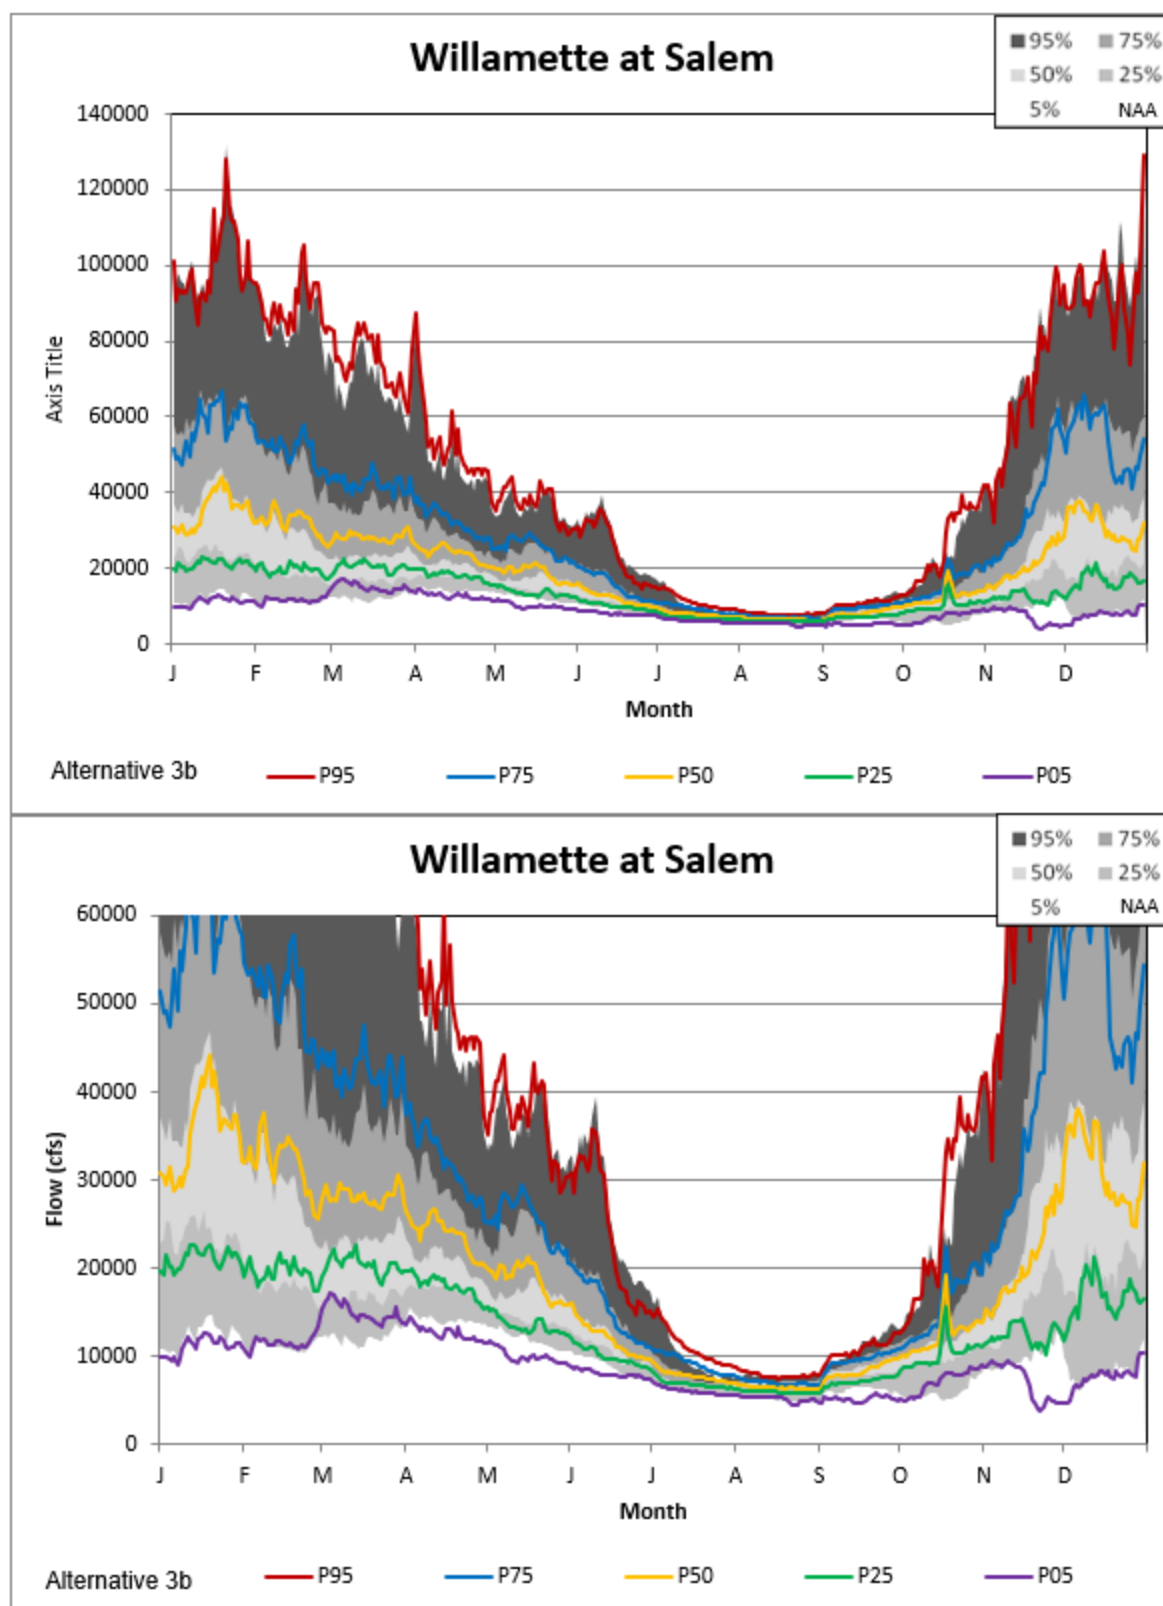 Willamette at Salem
95% 75%
50% 25%
5% NAA
140000
120000
100000
80000
60000
40000
20000
0
Axis Title
J F M A M J J A S O N D
Month
Alternative 3b P95 P75 P50 P25 P05
Willamette at Salem
95% 75%
50% 25%
5% NAA
60000
50000
40000
30000
20000
10000
0
Flow (cfs)
J F M A M J J A S O N D
Month
Alternative 3b P95 P75 P50 P25 P05